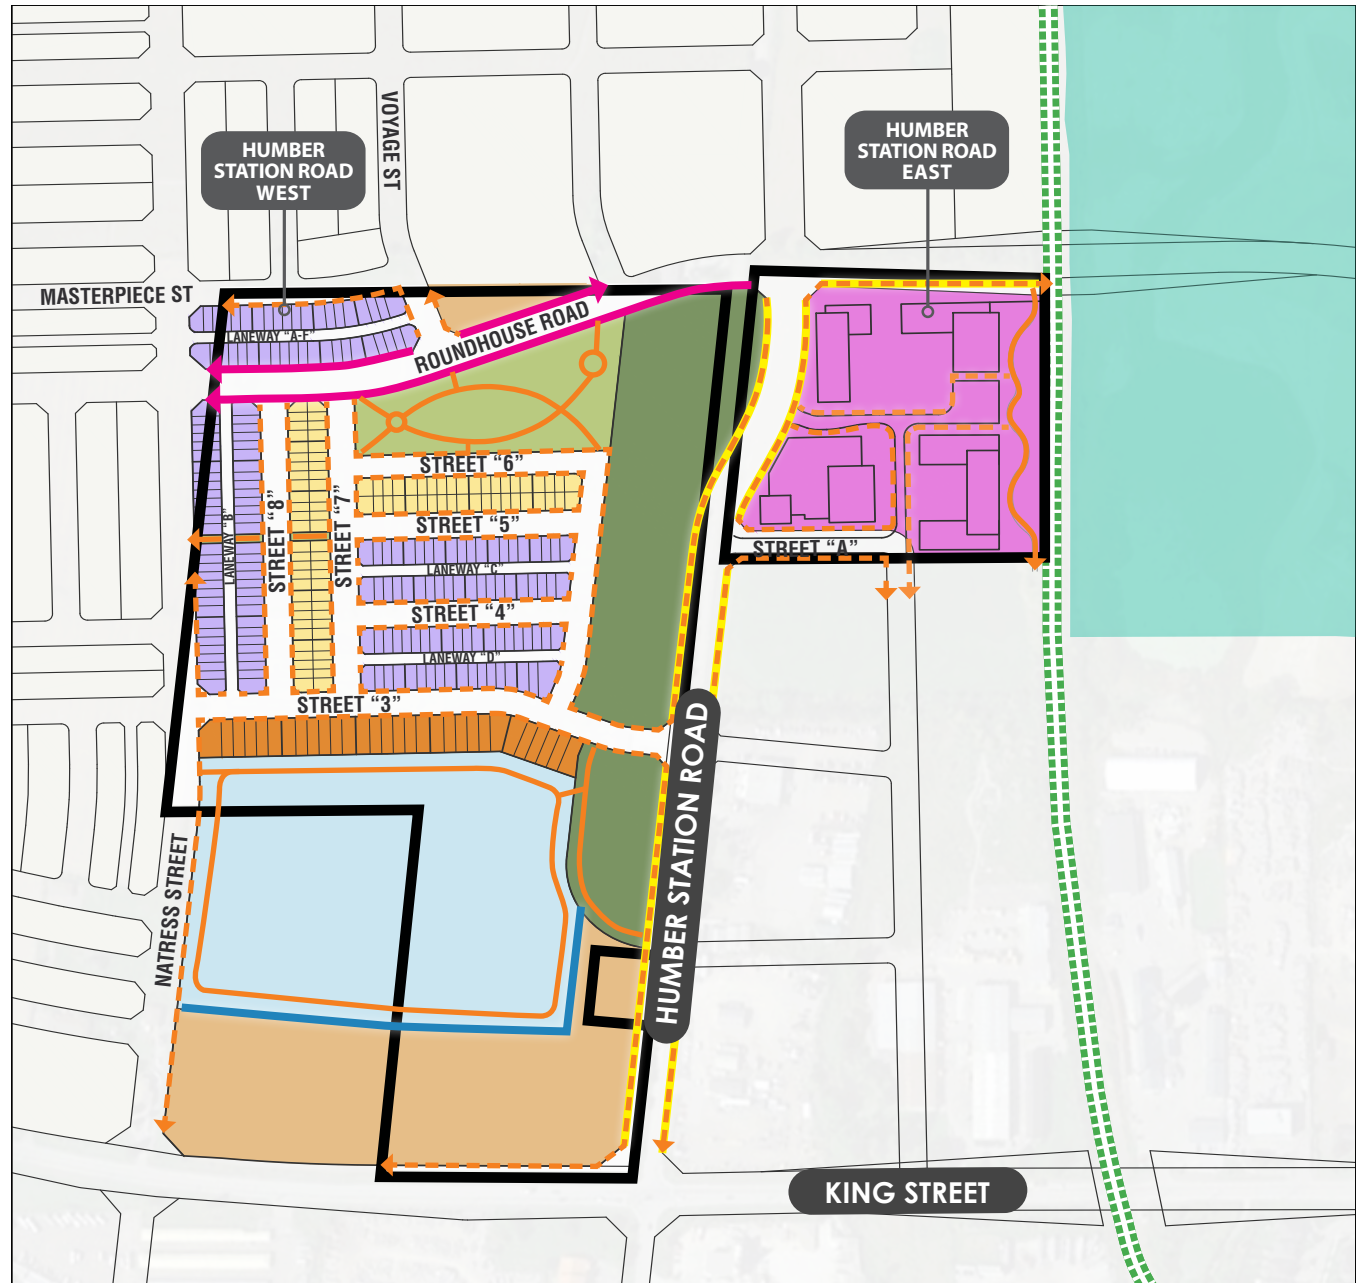 VOYAGE ST
HUMBER
STATION ROAD
WEST
HUMBER
STATION ROAD
EAST
MASTERPIECE ST
LANEWAY "A-F"
ROUNDHOUSE ROAD
STREET "6"
STREET "8"
STREET "7"
LANEWAY "B"
STREET "5"
LANEWAY "C"
STREET "4"
LANEWAY "D"
STREET "A"
STREET "3"
HUMBER STATION ROAD
NATRESS STREET
KING STREET